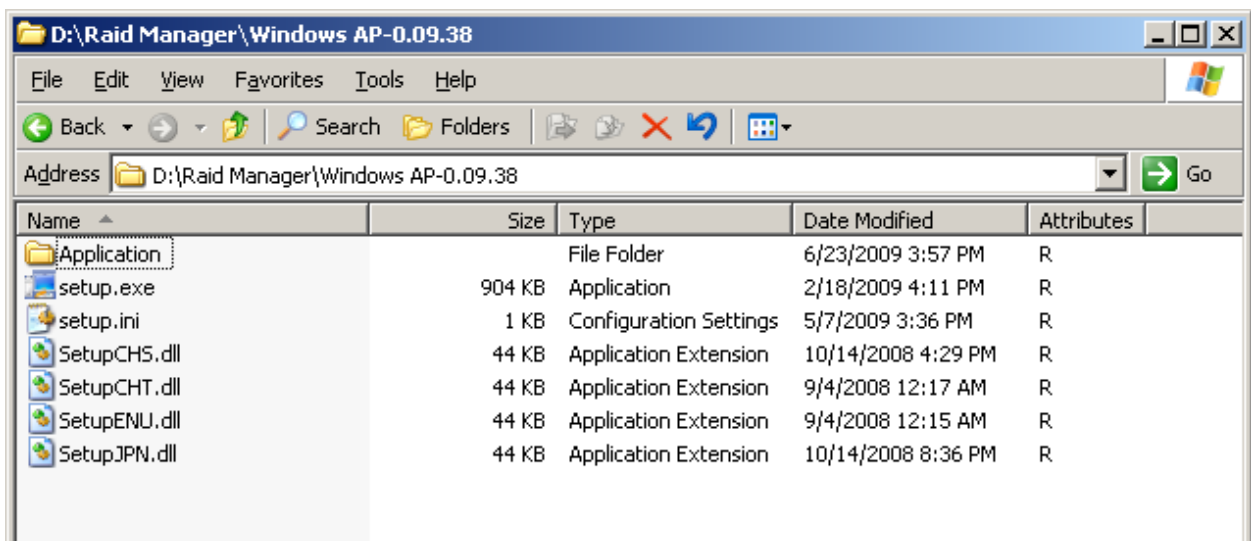 D:\Raid Manager\Windows AP-0.09.38
File Edit View Favorites Tools Help
Back Search Folders
Address D:\Raid Manager\Windows AP-0.09.38 Go
Name Size Type Date Modified Attributes
Application File Folder 6/23/2009 3:57 PM R
setup.exe 904 KB Application 2/18/2009 4:11 PM R
setup.ini 1 KB Configuration Settings 5/7/2009 3:36 PM R
SetupCHS.dll 44 KB Application Extension 10/14/2008 4:29 PM R
SetupCHT.dll 44 KB Application Extension 9/4/2008 12:17 AM R
SetupENU.dll 44 KB Application Extension 9/4/2008 12:15 AM R
SetupJPN.dll 44 KB Application Extension 10/14/2008 8:36 PM R